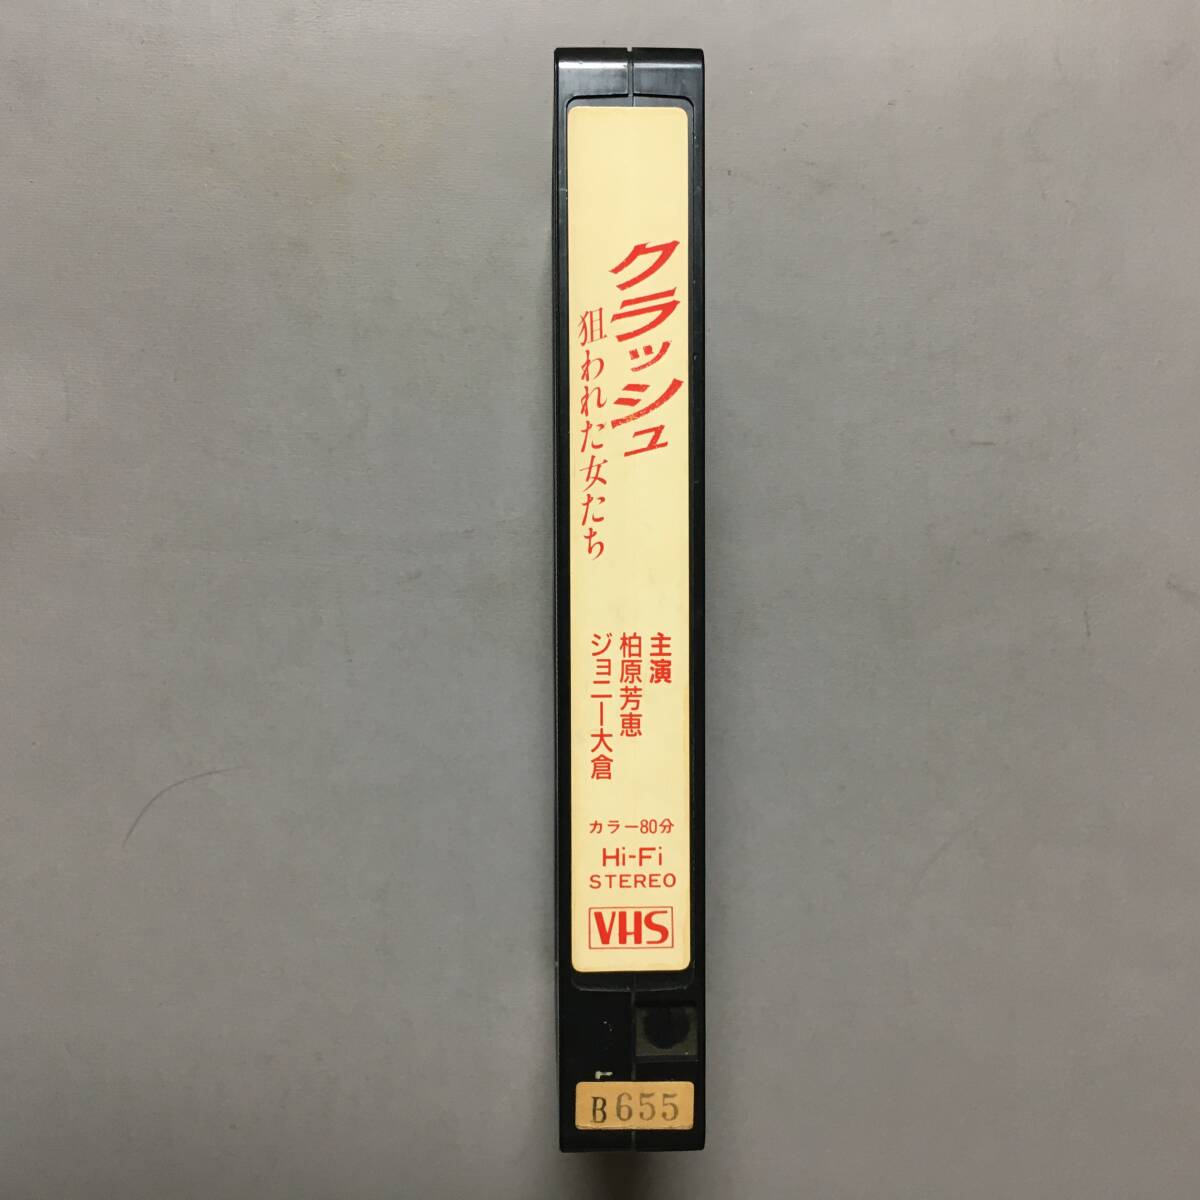 クラッシュ
狙われた女たち
主演
柏原芳恵
ジョニー大倉
カラー80分
Hi-Fi
STEREO
VHS
B655